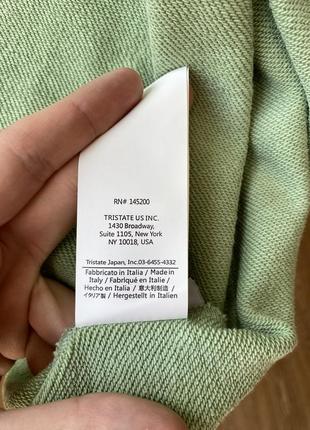 RN# 145200
TRISTATE US INC.
1430 Broadway,
Suite 1105, New York
NY 10018, USA
Tristate Japan, Inc.03-6455-4332
Fabbricato in Italia / Made in
Italy / Fabriqué en Italie /
Hecho en Italia / 意大利制造 /
イタリア製 / Hergestellt in Italien